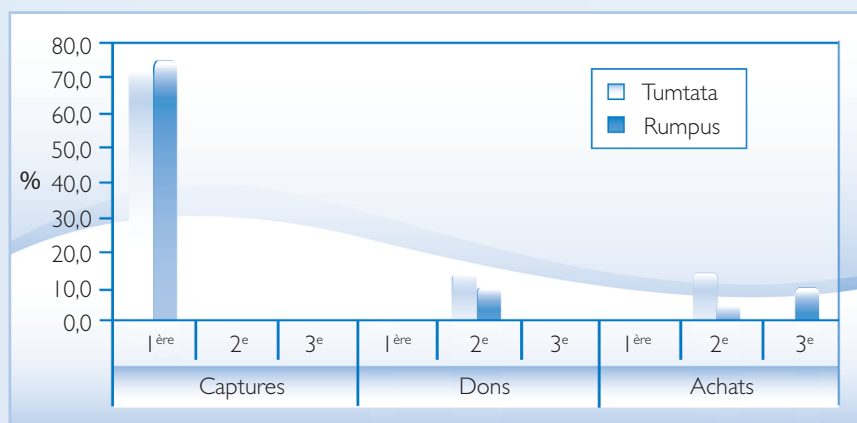 80,0
70,0
60,0
50,0
% 40,0
30,0
20,0
10,0
0,0
Tumtata
Rumpus
1ère 2e 3e 1ère 2e 3e 1ère 2e 3e
Captures Dons Achats